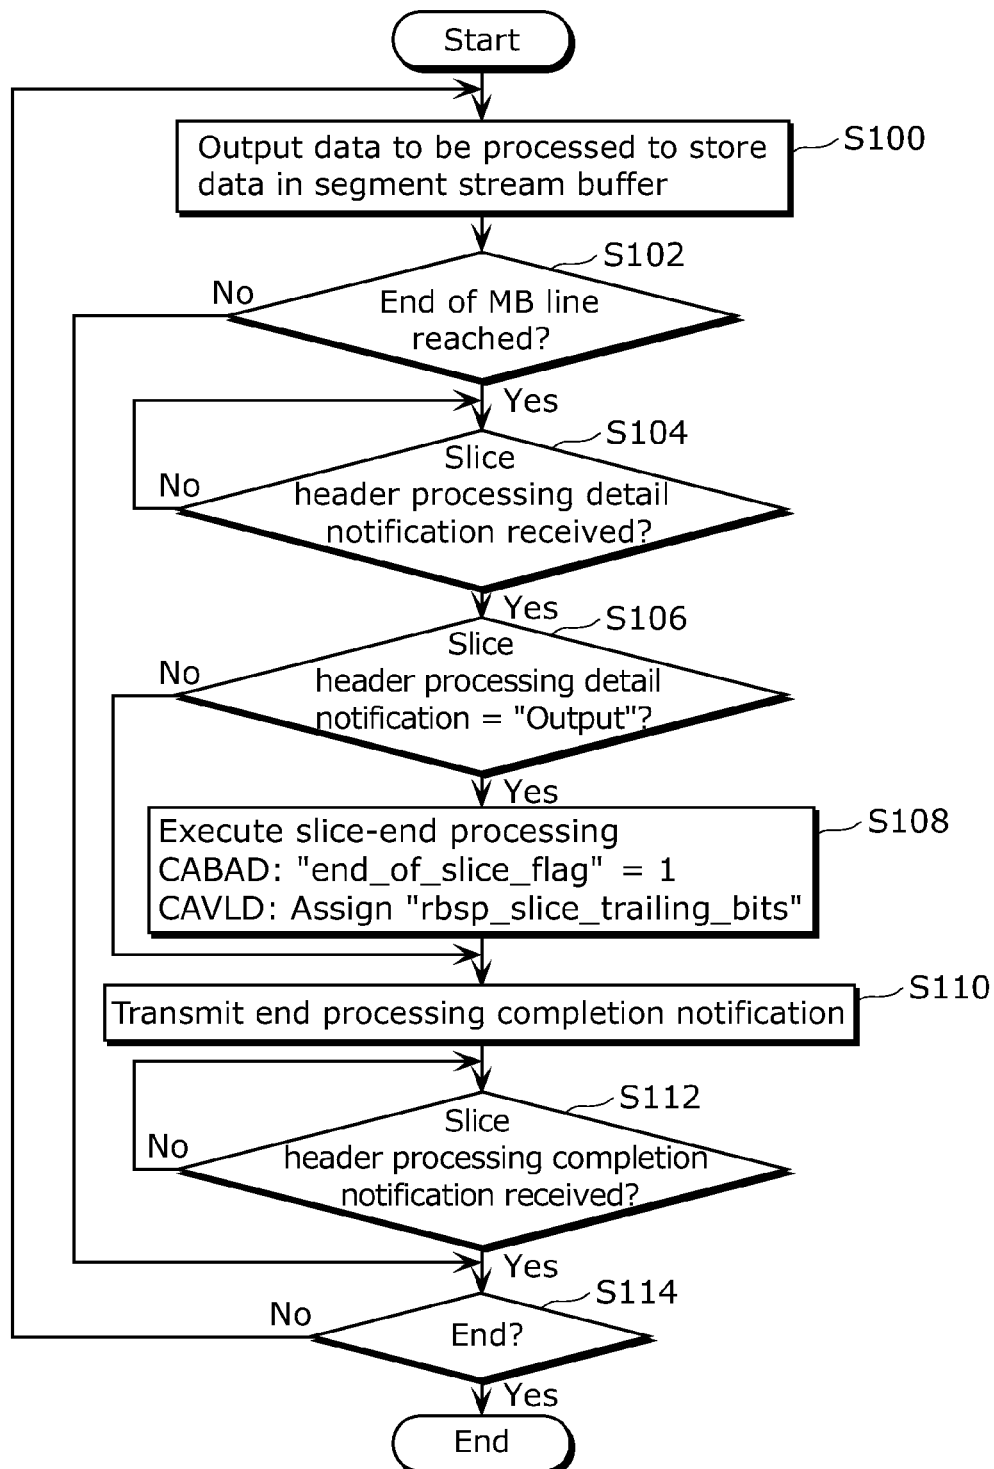 Start
Output data to be processed to store
data in segment stream buffer
S100
S102
No
End of MB line
reached?
Yes
S104
Slice
header processing detail
notification received?
No
Yes
S106
Slice
header processing detail
notification = "Output"?
No
Yes
S108
Execute slice-end processing
CABAD: "end_of_slice_flag" = 1
CAVLD: Assign "rbsp_slice_trailing_bits"
S110
Transmit end processing completion notification
S112
Slice
header processing completion
notification received?
No
Yes
S114
No
End?
Yes
End